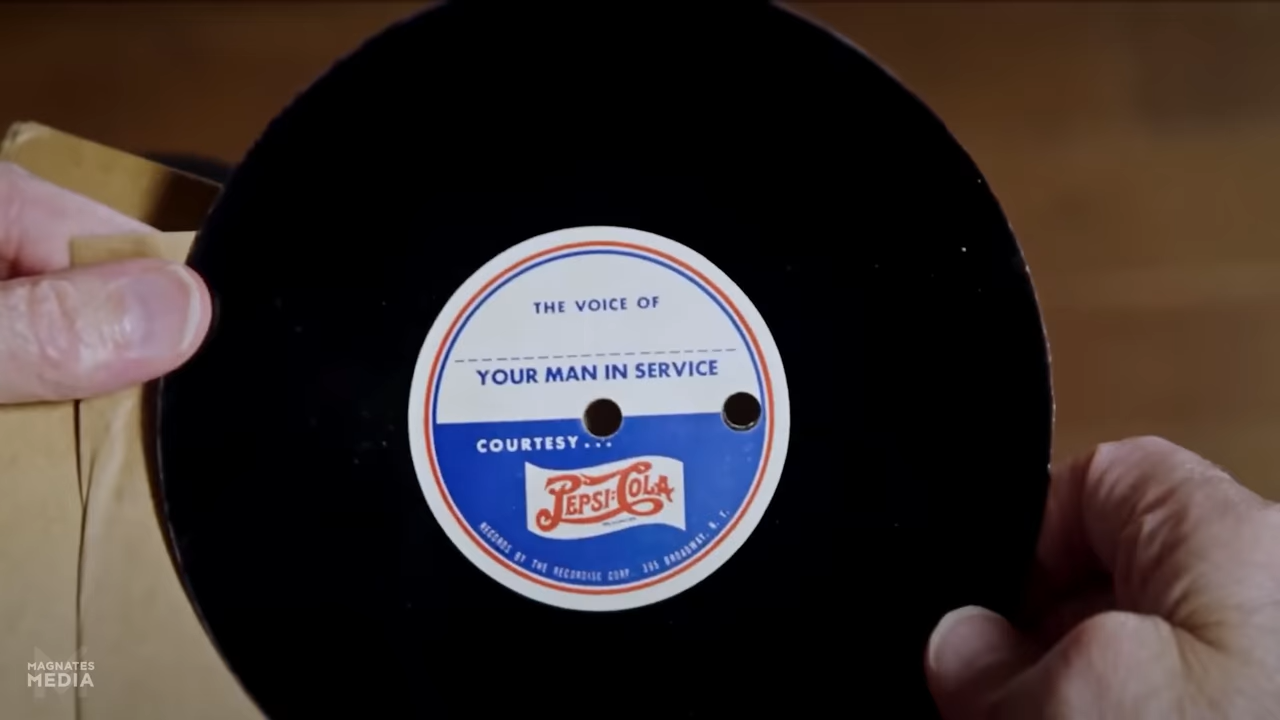 THE VOICE OF
YOUR MAN IN SERVICE
COURTESY...
PEPSI=COLA
RECORDS BY THE RECORDISC CORP. 395 BROADWAY, N. Y.
MAGNATES
MEDIA